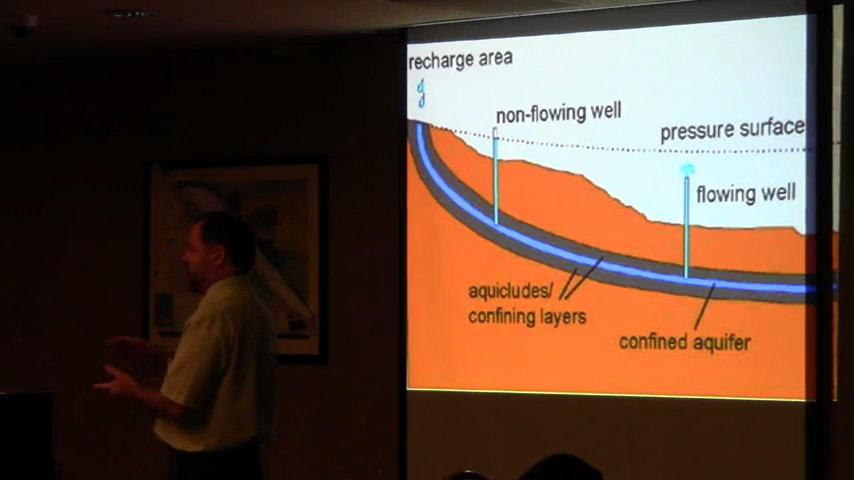 recharge area
non-flowing well
pressure surface
flowing well
aquicludes/
confining layers
confined aquifer